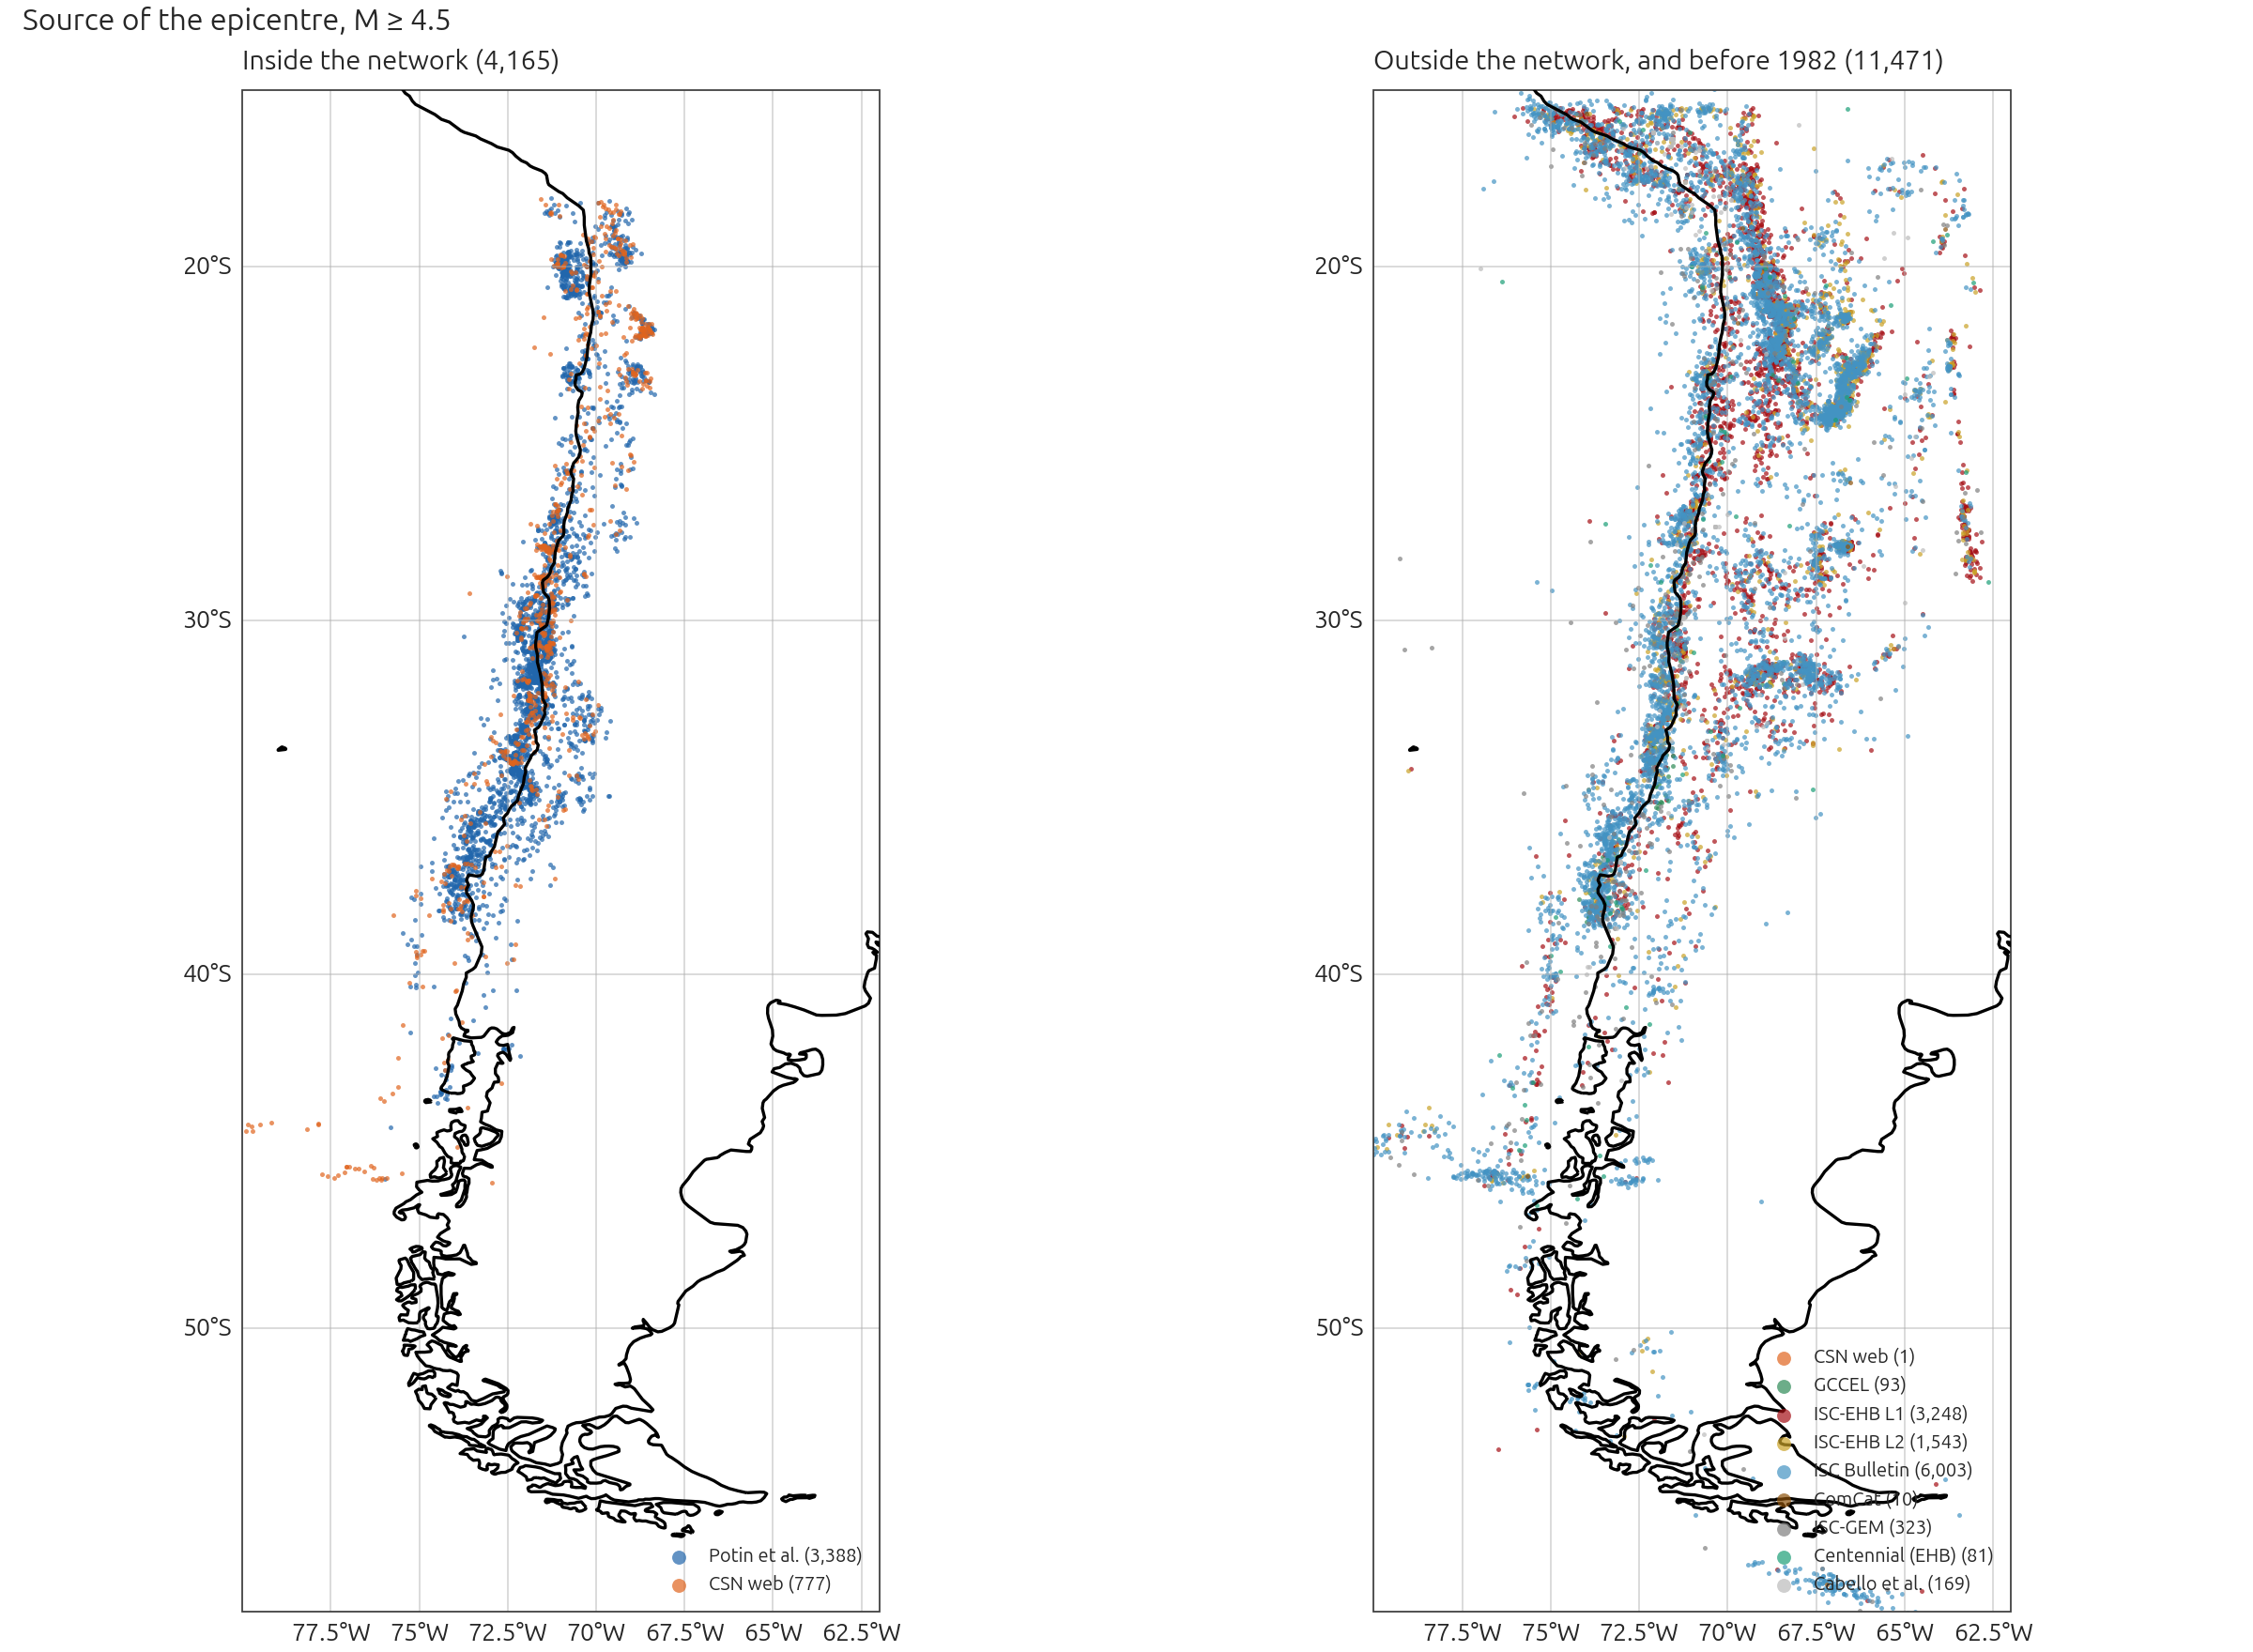 Source of the epicentre, M ≥ 4.5
Inside the network (4,165)
20°S
30°S
40°S
50°S
77.5°W 75°W 72.5°W 70°W 67.5°W 65°W 62.5°W
Potin et al. (3,388)
CSN web (777)
Outside the network, and before 1982 (11,471)
20°S
30°S
40°S
50°S
77.5°W 75°W 72.5°W 70°W 67.5°W 65°W 62.5°W
CSN web (1)
GCCEL (93)
ISC-EHB L1 (3,248)
ISC-EHB L2 (1,543)
ISC Bulletin (6,003)
ComCat (10)
ISC-GEM (323)
Centennial (EHB) (81)
Cabello et al. (169)